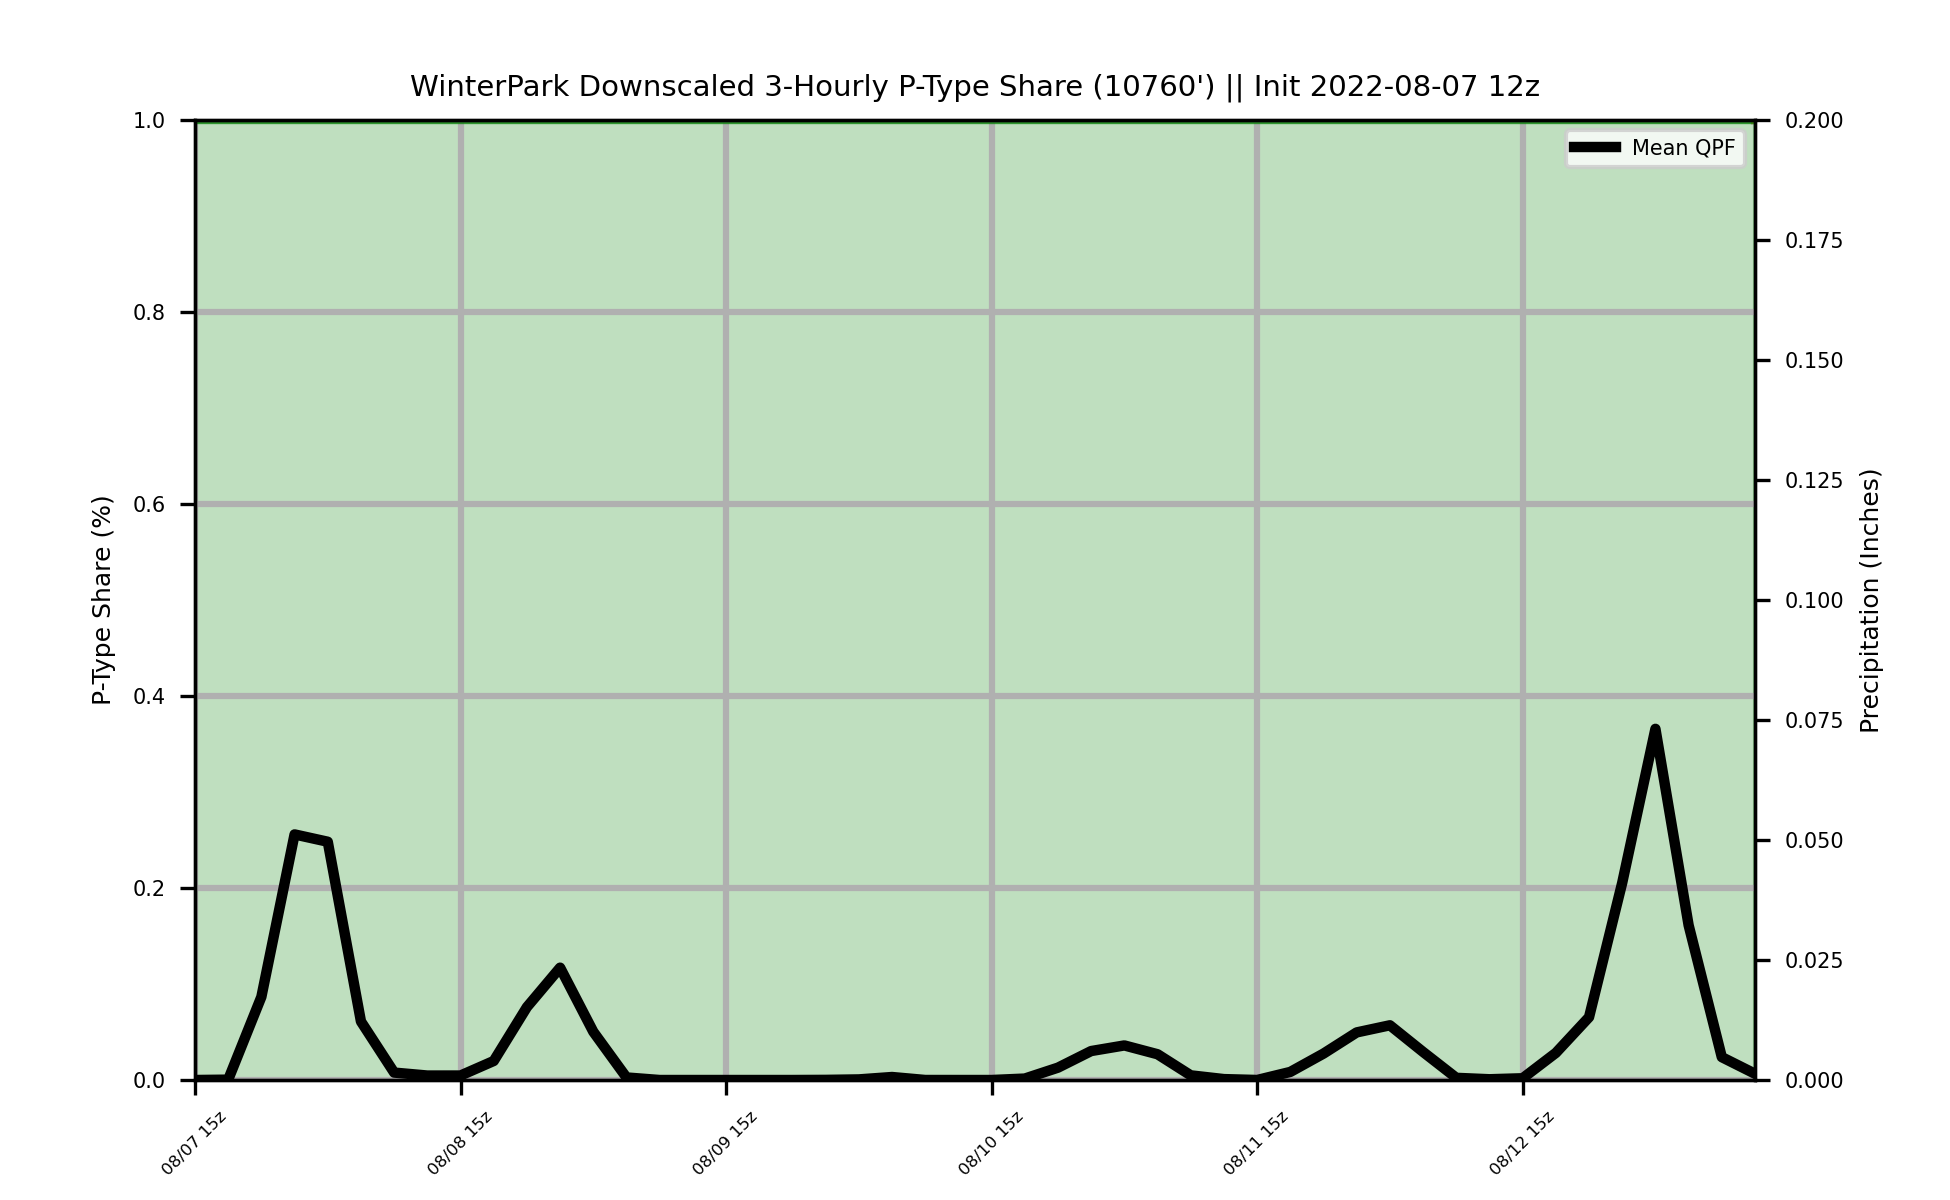 WinterPark Downscaled 3-Hourly P-Type Share (10760') || Init 2022-08-07 12z
Mean QPF
P-Type Share (%)
1.0
0.8
0.6
0.4
0.2
0.0
0.200
0.175
0.150
0.125
0.100
0.075
0.050
0.025
0.000
Precipitation (Inches)
08/07 15z
08/08 15z
08/09 15z
08/10 15z
08/11 15z
08/12 15z